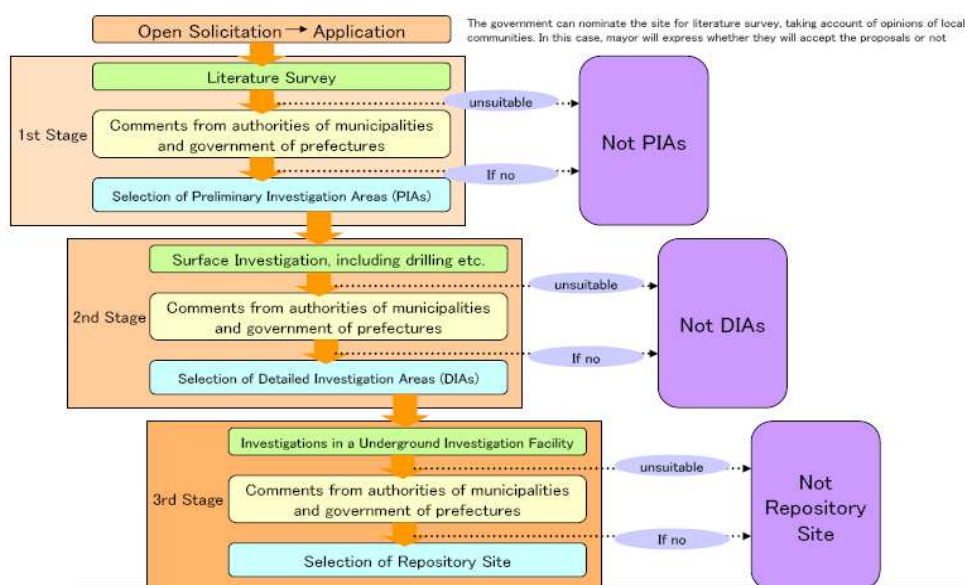 Open Solicitation → Application
The government can nominate the site for literature survey, taking account of opinions of local
communities. In this case, mayor will express whether they will accept the proposals or not
1st Stage
Literature Survey
unsuitable
Comments from authorities of municipalities
and government of prefectures
If no
Selection of Preliminary Investigation Areas (PIAs)
Not PIAs
2nd Stage
Surface Investigation, including drilling etc.
unsuitable
Comments from authorities of municipalities
and government of prefectures
If no
Selection of Detailed Investigation Areas (DIAs)
Not DIAs
3rd Stage
Investigations in a Underground Investigation Facility
unsuitable
Comments from authorities of municipalities
and government of prefectures
If no
Selection of Repository Site
Not
Repository
Site